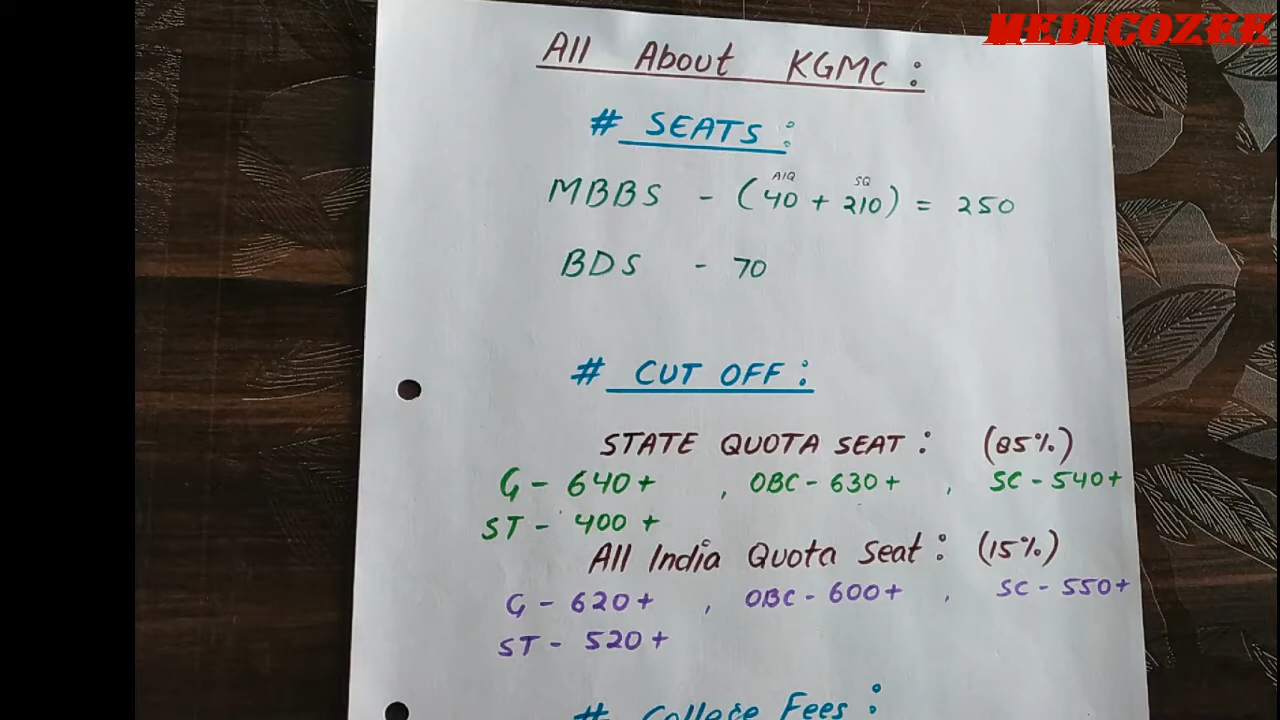 MEDICOZEE
All About KGMC :
# SEATS :
AIQ SQ
MBBS - (40 + 210) = 250
BDS - 70
# CUT OFF :
STATE QUOTA SEAT : (85%)
G - 640+ , OBC - 630+ , SC - 540+
ST - 400 +
All India Quota Seat : (15%)
G - 620+ , OBC - 600+ , SC - 550+
ST - 520+
# College Fees :